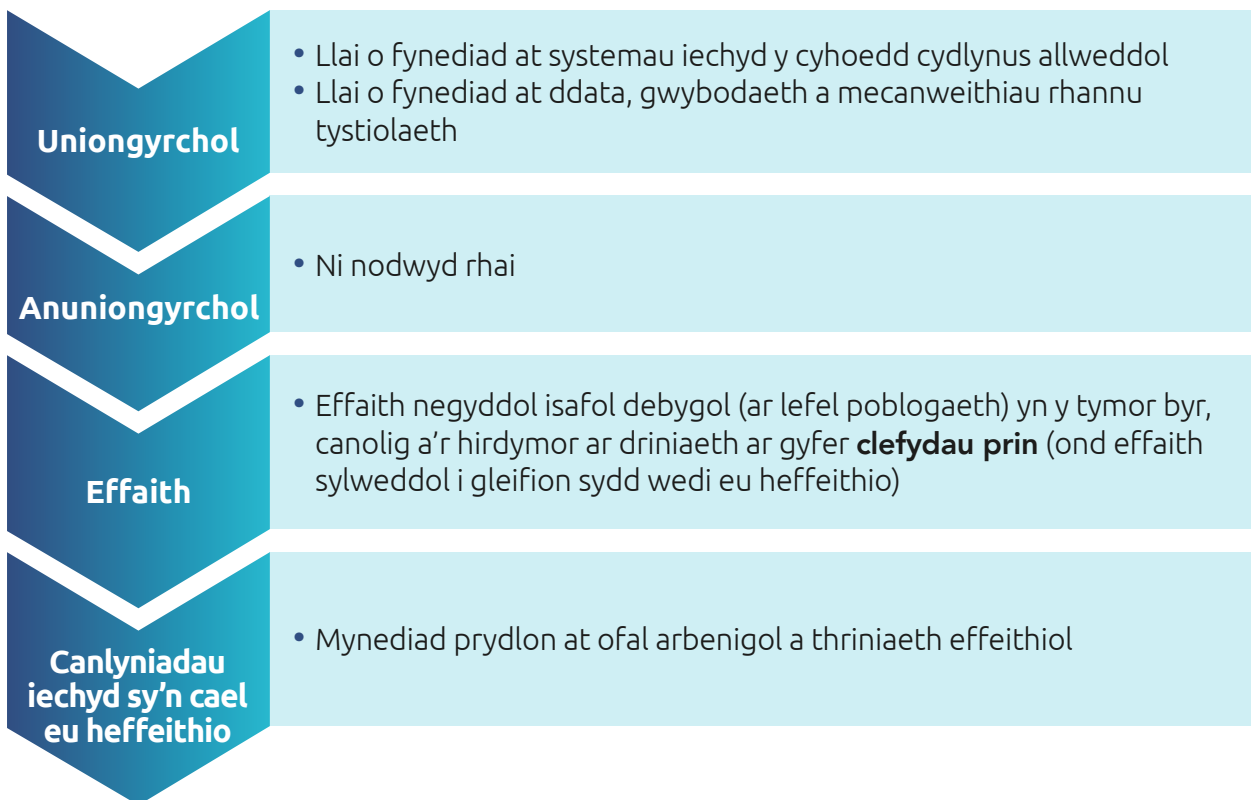 Uniongyrchol
• Llai o fynediad at systemau iechyd y cyhoedd cydlynus allweddol
• Llai o fynediad at ddata, gwybodaeth a mecanweithiau rhannu
tystiolaeth
Anuniongyrchol
• Ni nodwyd rhai
Effaith
• Effaith negyddol isafol debygol (ar lefel poblogaeth) yn y tymor byr,
canolig a’r hirdymor ar driniaeth ar gyfer clefydau prin (ond effaith
sylweddol i gleifion sydd wedi eu heffeithio)
Canlyniadau
iechyd sy’n cael
eu heffeithio
• Mynediad prydlon at ofal arbenigol a thriniaeth effeithiol